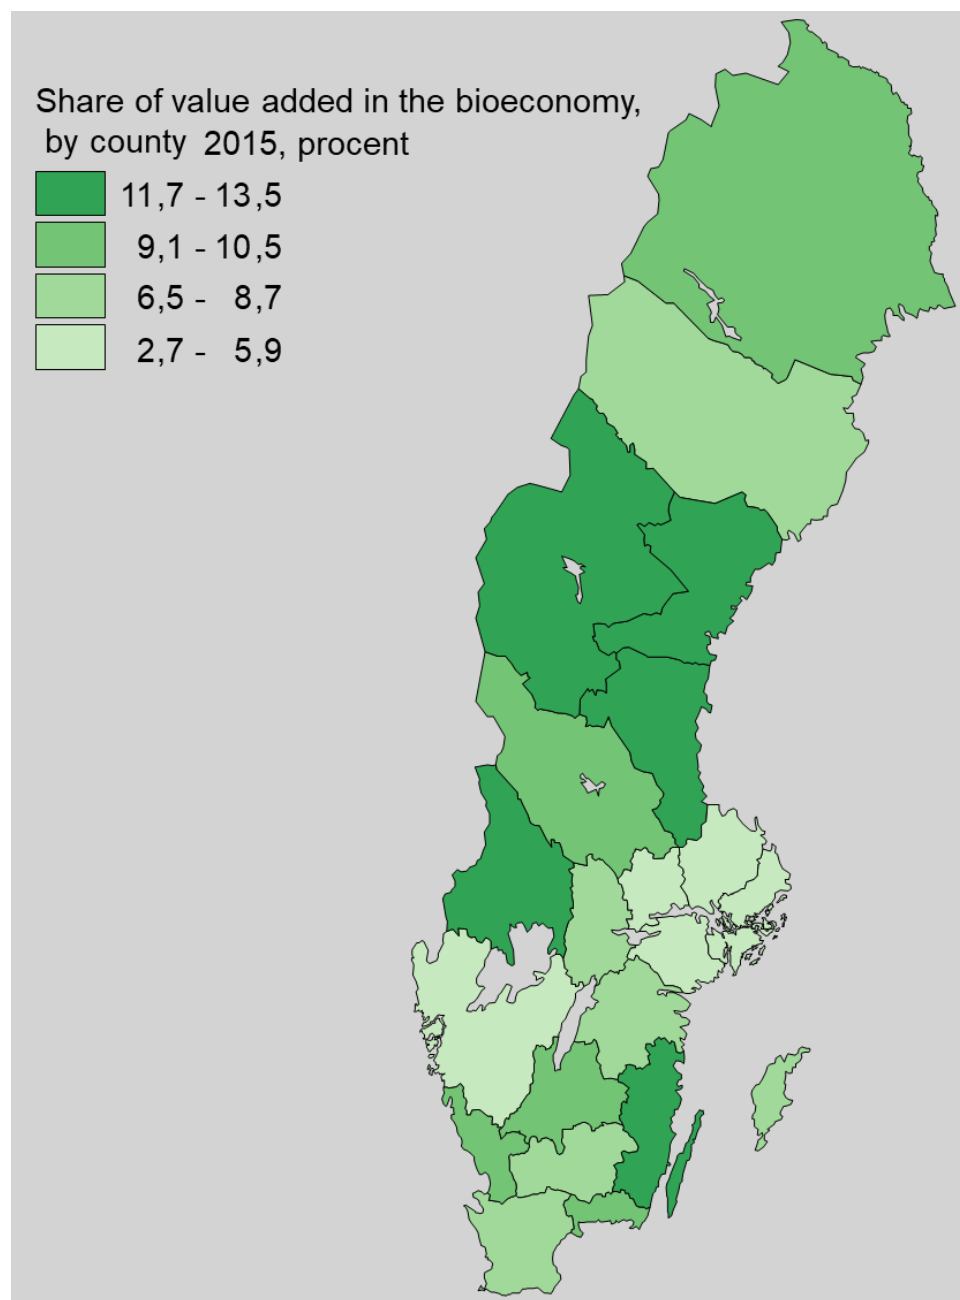 Share of value added in the bioeconomy,
by county 2015, procent
11,7 - 13,5
9,1 - 10,5
6,5 - 8,7
2,7 - 5,9